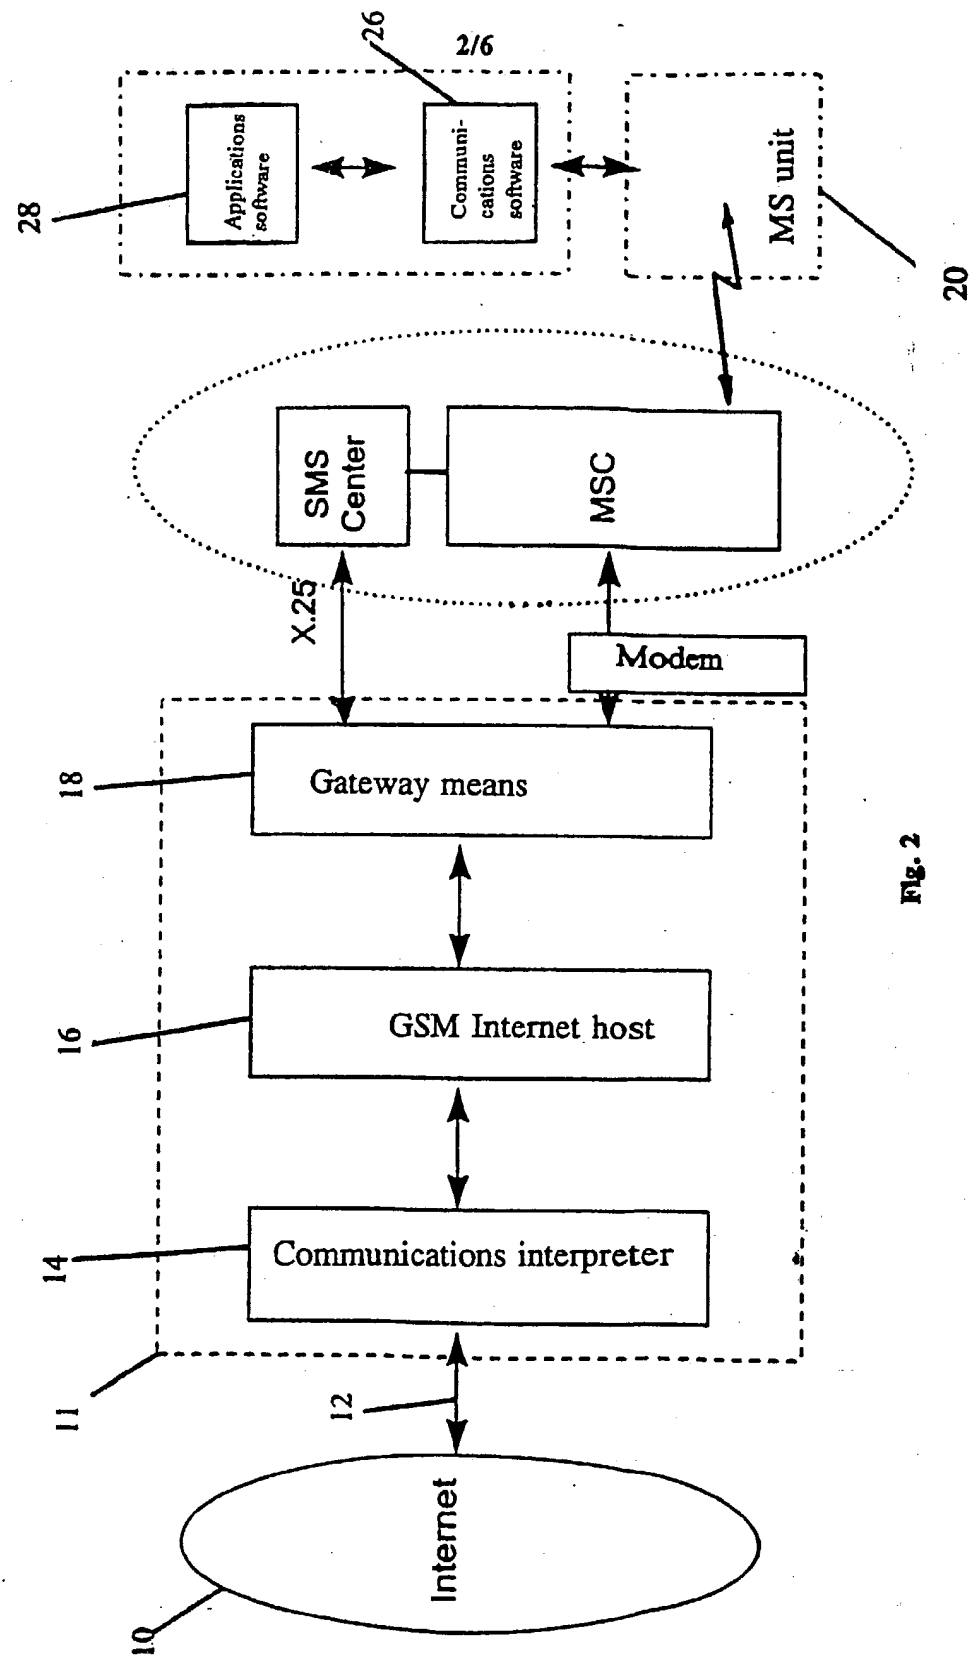 2/6
26
28
Applications
software
Communi-
cations
software
MS unit
20
SMS
Center
MSC
X.25
Modem
18
Gateway means
16
GSM Internet host
14
Communications interpreter
11
12
Internet
10
Fig. 2